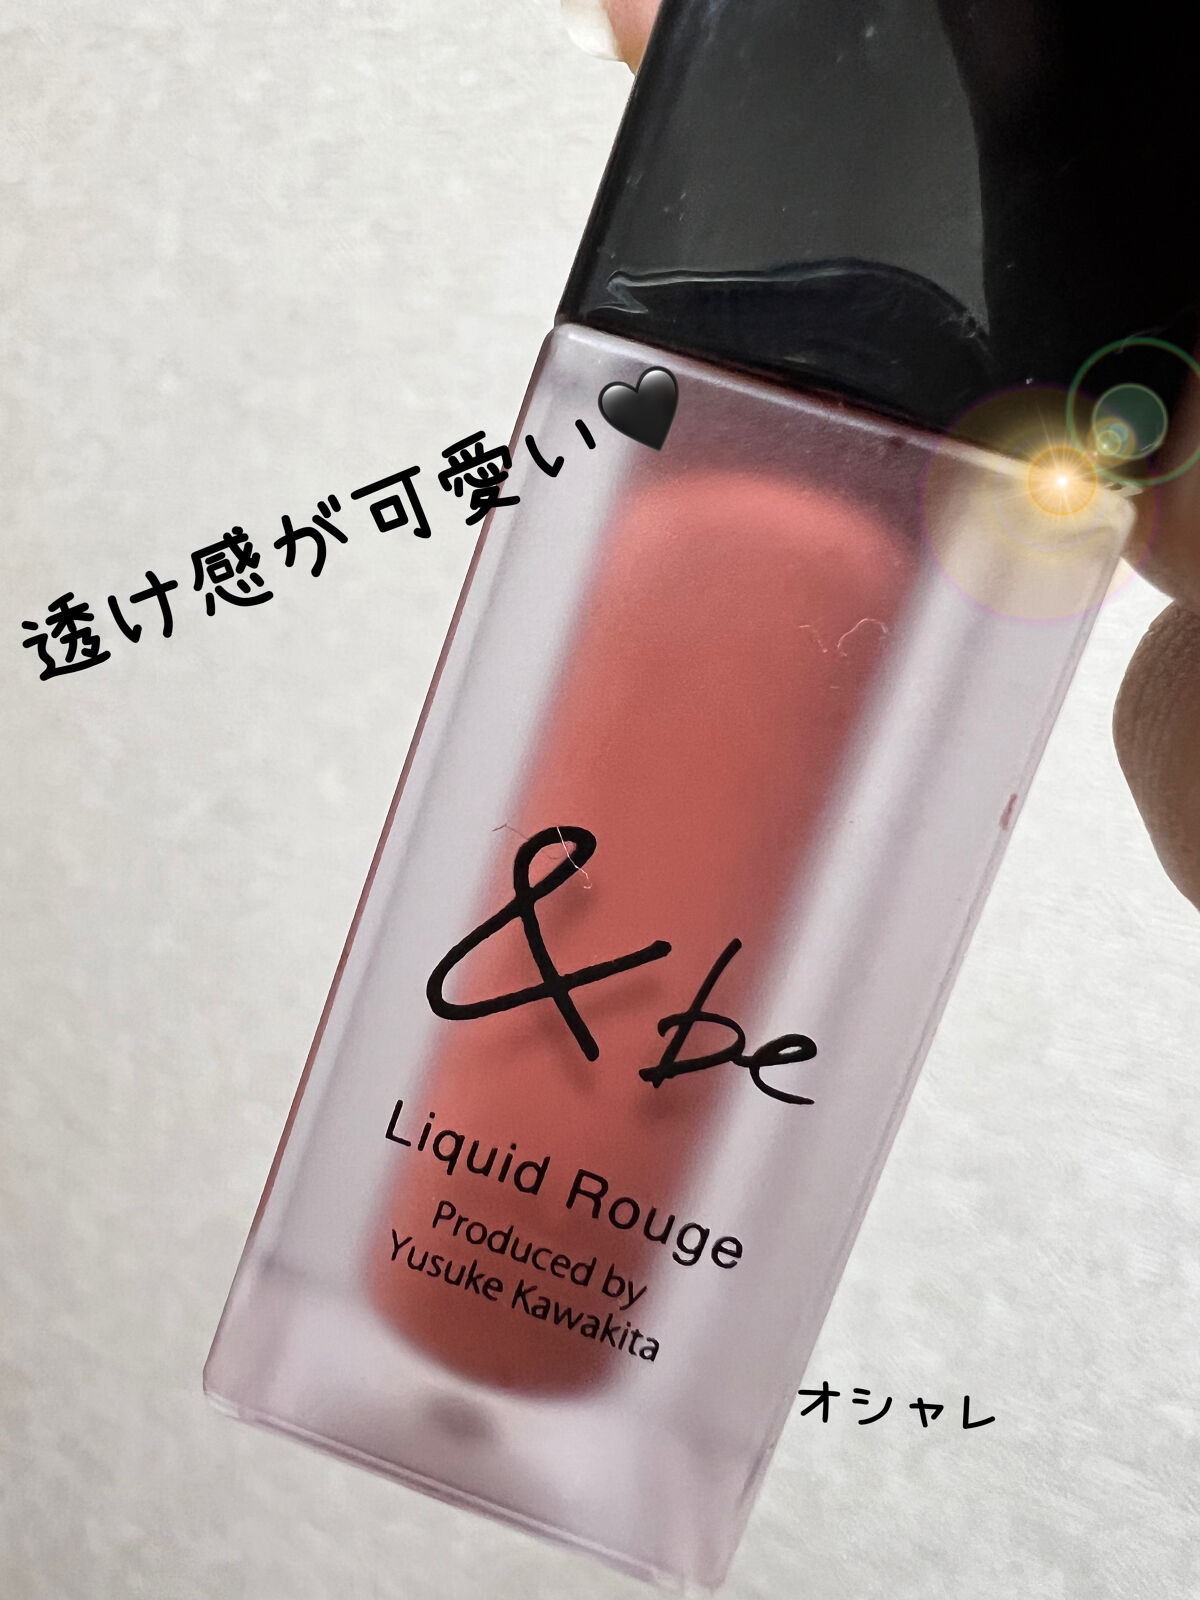 透け感が可愛い🖤
&be
Liquid Rouge
Produced by
Yusuke Kawakita
オシャレ